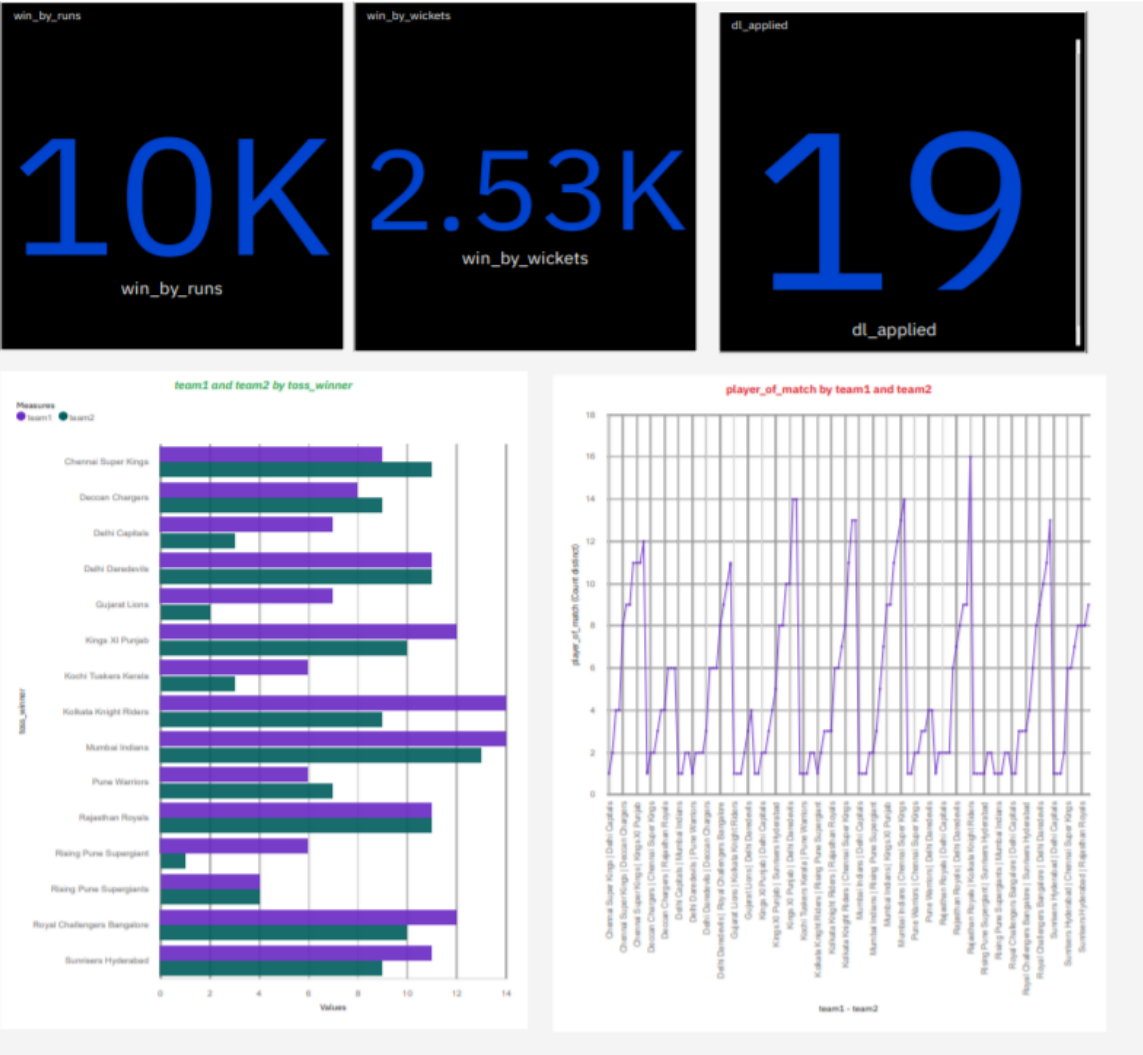 win_by_runs
10K
win_by_runs
win_by_wickets
2.53K
win_by_wickets
dl_applied
19
dl_applied
team1 and team2 by toss_winner
Measures
team1 team2
toss_winner
Chennai Super Kings
Deccan Chargers
Delhi Capitals
Delhi Daredevils
Gujarat Lions
Kings XI Punjab
Kochi Tuskers Kerala
Kolkata Knight Riders
Mumbai Indians
Pune Warriors
Rajasthan Royals
Rising Pune Supergiant
Rising Pune Supergiants
Royal Challengers Bangalore
Sunrisers Hyderabad
0 2 4 6 8 10 12 14
Values
player_of_match by team1 and team2
player_of_match (Count distinct)
18
16
14
12
10
8
6
4
2
0
Chennai Super Kings | Delhi Capitals
Chennai Super Kings | Deccan Chargers
Chennai Super Kings | Kings XI Punjab
Deccan Chargers | Chennai Super Kings
Deccan Chargers | Rajasthan Royals
Delhi Capitals | Mumbai Indians
Delhi Daredevils | Pune Warriors
Delhi Daredevils | Deccan Chargers
Delhi Daredevils | Royal Challengers Bangalore
Gujarat Lions | Kolkata Knight Riders
Gujarat Lions | Delhi Daredevils
Kings XI Punjab | Delhi Capitals
Kings XI Punjab | Sunrisers Hyderabad
Kings XI Punjab | Delhi Daredevils
Kochi Tuskers Kerala | Pune Warriors
Kolkata Knight Riders | Rising Pune Supergiant
Kolkata Knight Riders | Rajasthan Royals
Kolkata Knight Riders | Chennai Super Kings
Mumbai Indians | Delhi Capitals
Mumbai Indians | Rising Pune Supergiant
Mumbai Indians | Kings XI Punjab
Mumbai Indians | Chennai Super Kings
Pune Warriors | Chennai Super Kings
Pune Warriors | Delhi Daredevils
Rajasthan Royals | Delhi Capitals
Rajasthan Royals | Delhi Daredevils
Rajasthan Royals | Kolkata Knight Riders
Rising Pune Supergiant | Sunrisers Hyderabad
Rising Pune Supergiants | Mumbai Indians
Royal Challengers Bangalore | Delhi Capitals
Royal Challengers Bangalore | Sunrisers Hyderabad
Royal Challengers Bangalore | Delhi Daredevils
Sunrisers Hyderabad | Delhi Capitals
Sunrisers Hyderabad | Chennai Super Kings
Sunrisers Hyderabad | Rajasthan Royals
team1 - team2